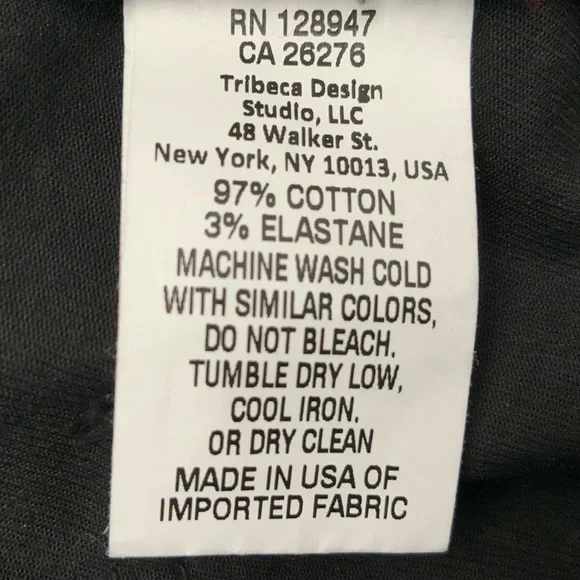 RN 128947
CA 26276
Tribeca Design
Studio, LLC
48 Walker St.
New York, NY 10013, USA
97% COTTON
3% ELASTANE
MACHINE WASH COLD
WITH SIMILAR COLORS,
DO NOT BLEACH.
TUMBLE DRY LOW,
COOL IRON.
OR DRY CLEAN
MADE IN USA OF
IMPORTED FABRIC